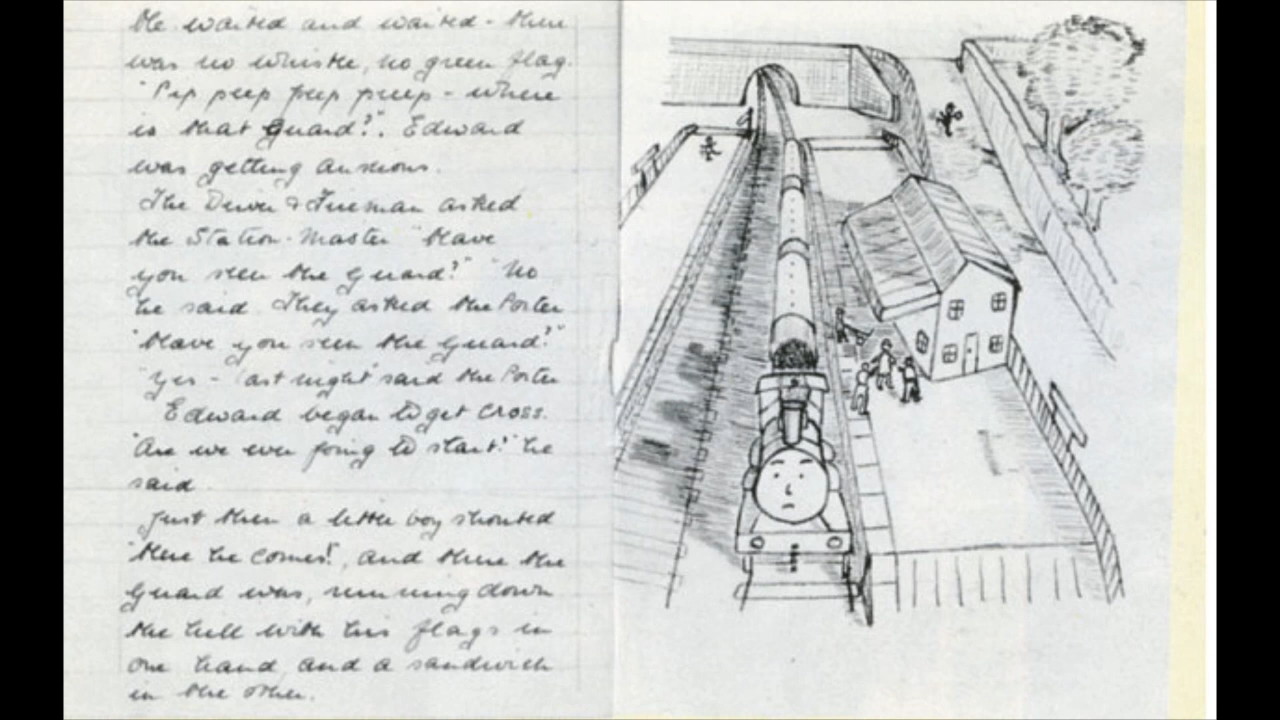 He waited and waited - there
was no whistle, no green flag.
"Pip peep peep peep - where
is that guard?". Edward
was getting anxious.
The Driver & Fireman asked
the Station-Master "Have
you seen the guard?" "No
he said. They asked the Porter
"Have you seen the guard?"
"Yes - last night" said the Porter
Edward began to get cross.
"Are we ever going to start?" he
said.
Just then a little boy shouted
"Here he comes!, and there the
guard was, running down
the hill with his flags in
one hand, and a sandwich
in the other.